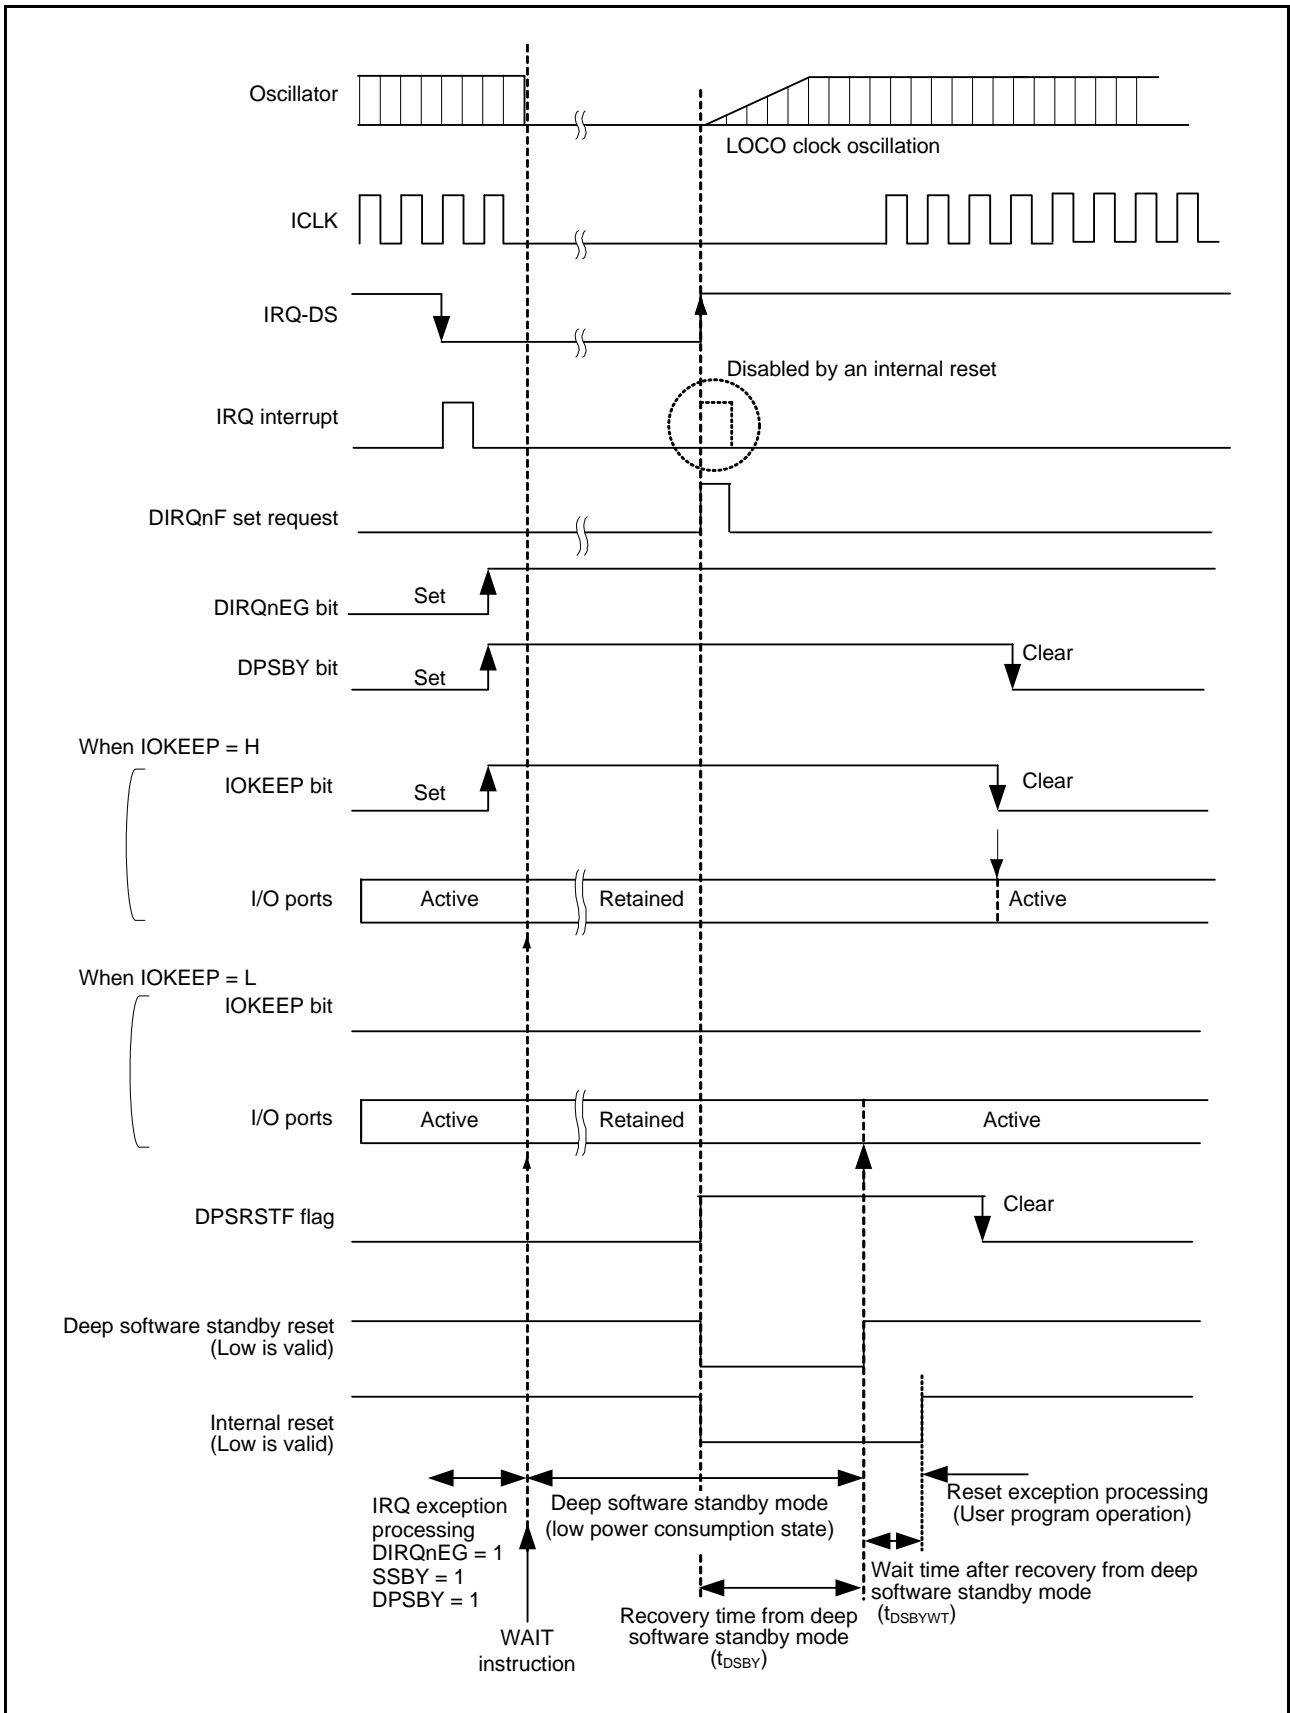 Oscillator
LOCO clock oscillation
ICLK
IRQ-DS
Disabled by an internal reset
IRQ interrupt
DIRQnF set request
Set
DIRQnEG bit
DPSBY bit
Set
Clear
When IOKEEP = H
IOKEEP bit
Set
Clear
I/O ports
Active
Retained
Active
When IOKEEP = L
IOKEEP bit
I/O ports
Active
Retained
Active
DPSRSTF flag
Clear
Deep software standby reset
(Low is valid)
Internal reset
(Low is valid)
IRQ exception
processing
DIRQnEG = 1
SSBY = 1
DPSBY = 1
Deep software standby mode
(low power consumption state)
Reset exception processing
(User program operation)
Wait time after recovery from deep
software standby mode
(tDSBYWT)
Recovery time from deep
software standby mode
(tDSBY)
WAIT
instruction